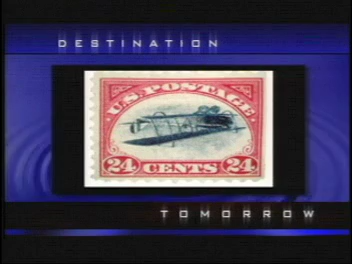 DESTINATION
U.S. POSTAGE
24 CENTS 24
TOMORROW